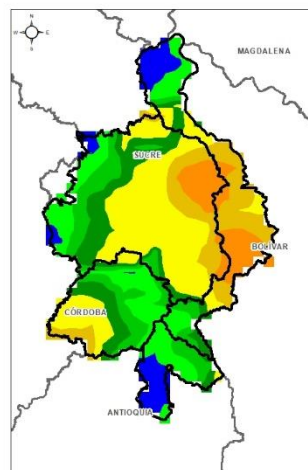 N
W E
S
MAGDALENA
SUCRE
BOLIVAR
CÓRDOBA
ANTIOQUIA